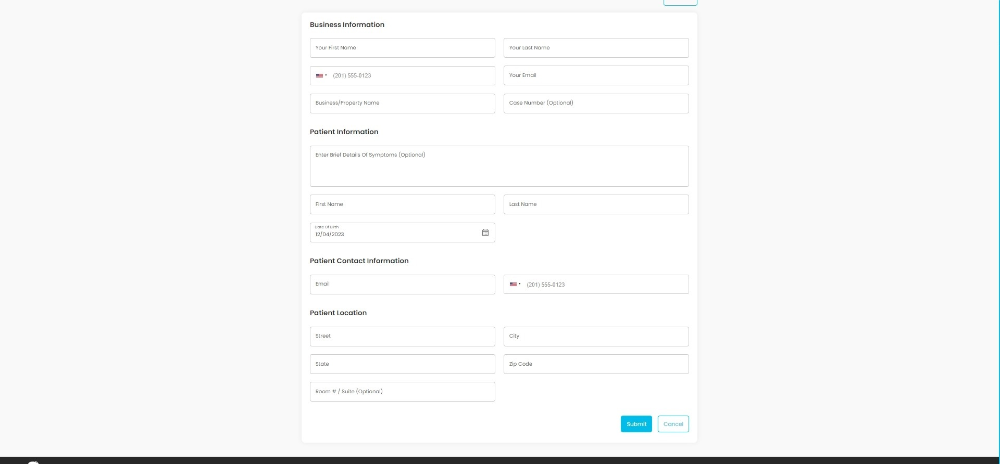 Business Information
Your First Name
Your Last Name
(201) 555-0123
Your Email
Business/Property Name
Case Number (Optional)
Patient Information
Enter Brief Details Of Symptoms (Optional)
First Name
Last Name
Date Of Birth
12/04/2023
Patient Contact Information
Email
(201) 555-0123
Patient Location
Street
City
State
Zip Code
Room # / Suite (Optional)
Submit
Cancel